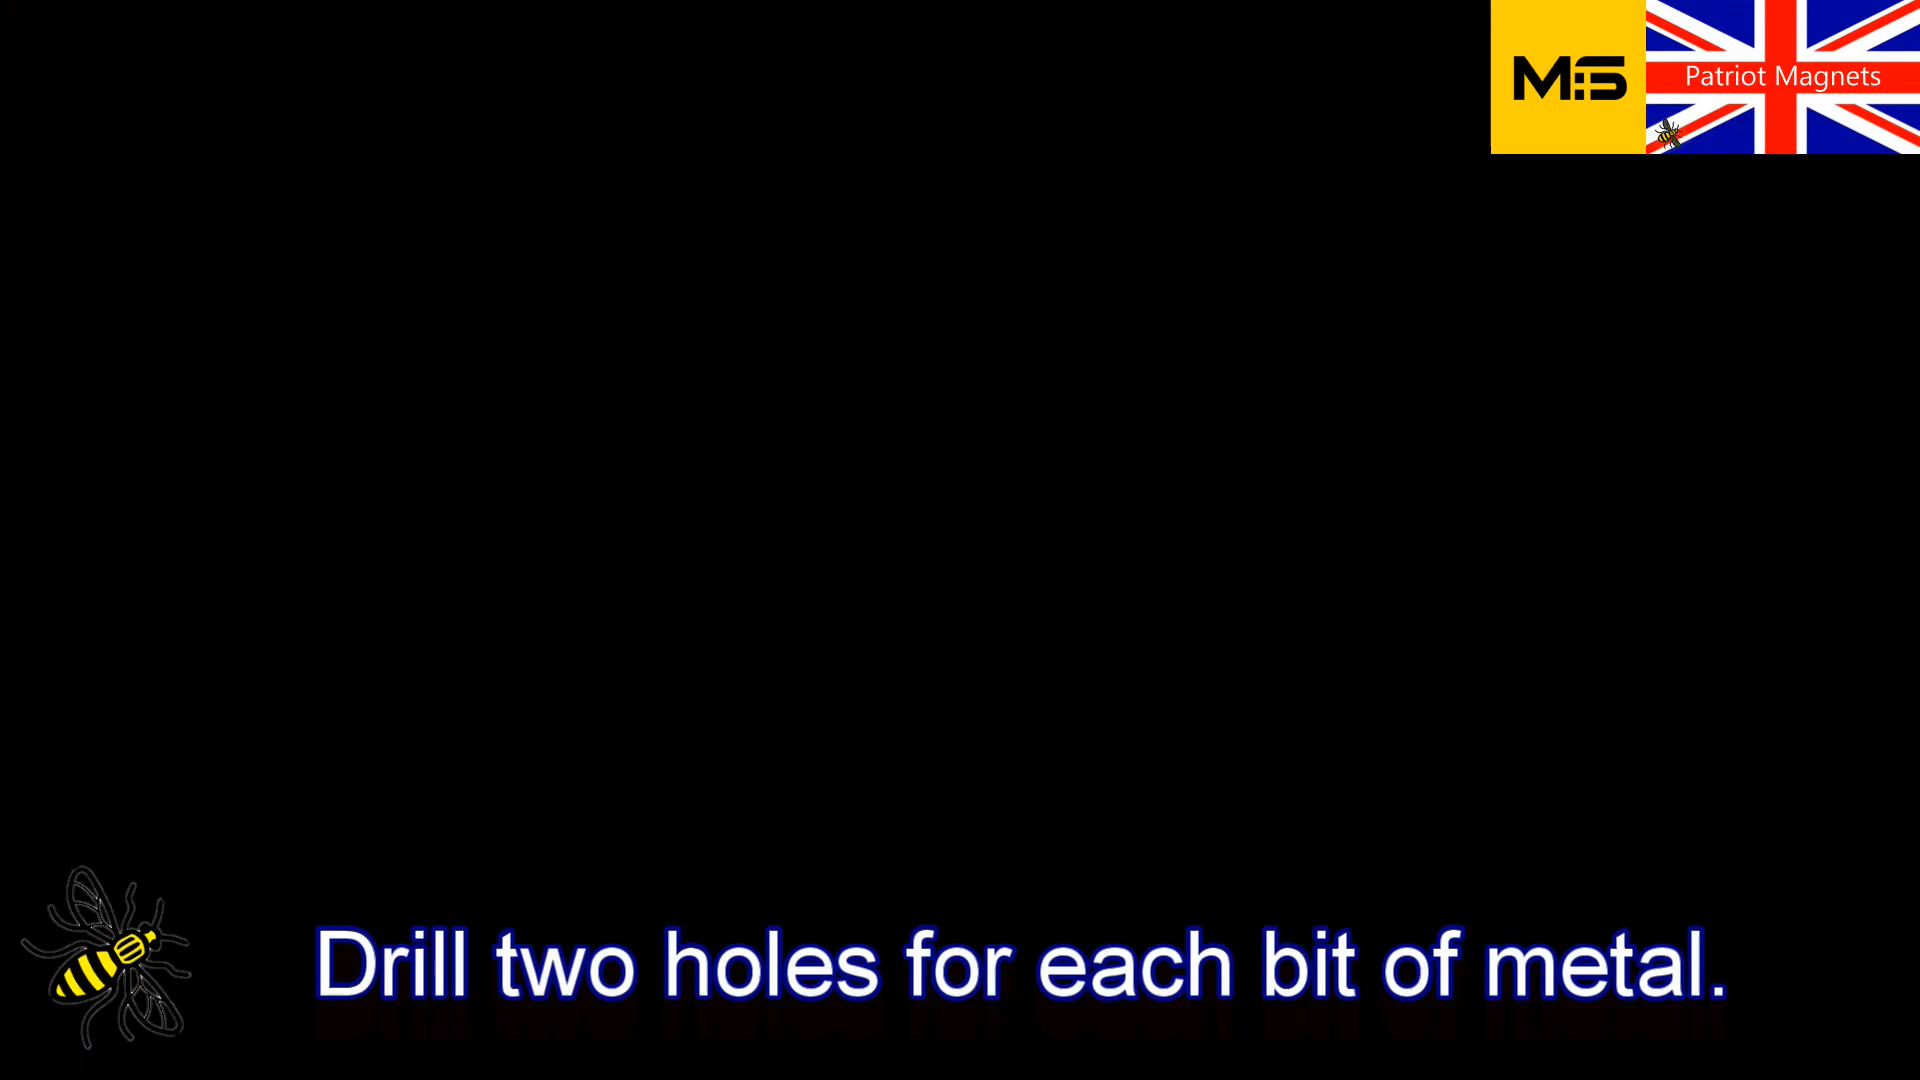 Patriot Magnets
Drill two holes for each bit of metal.